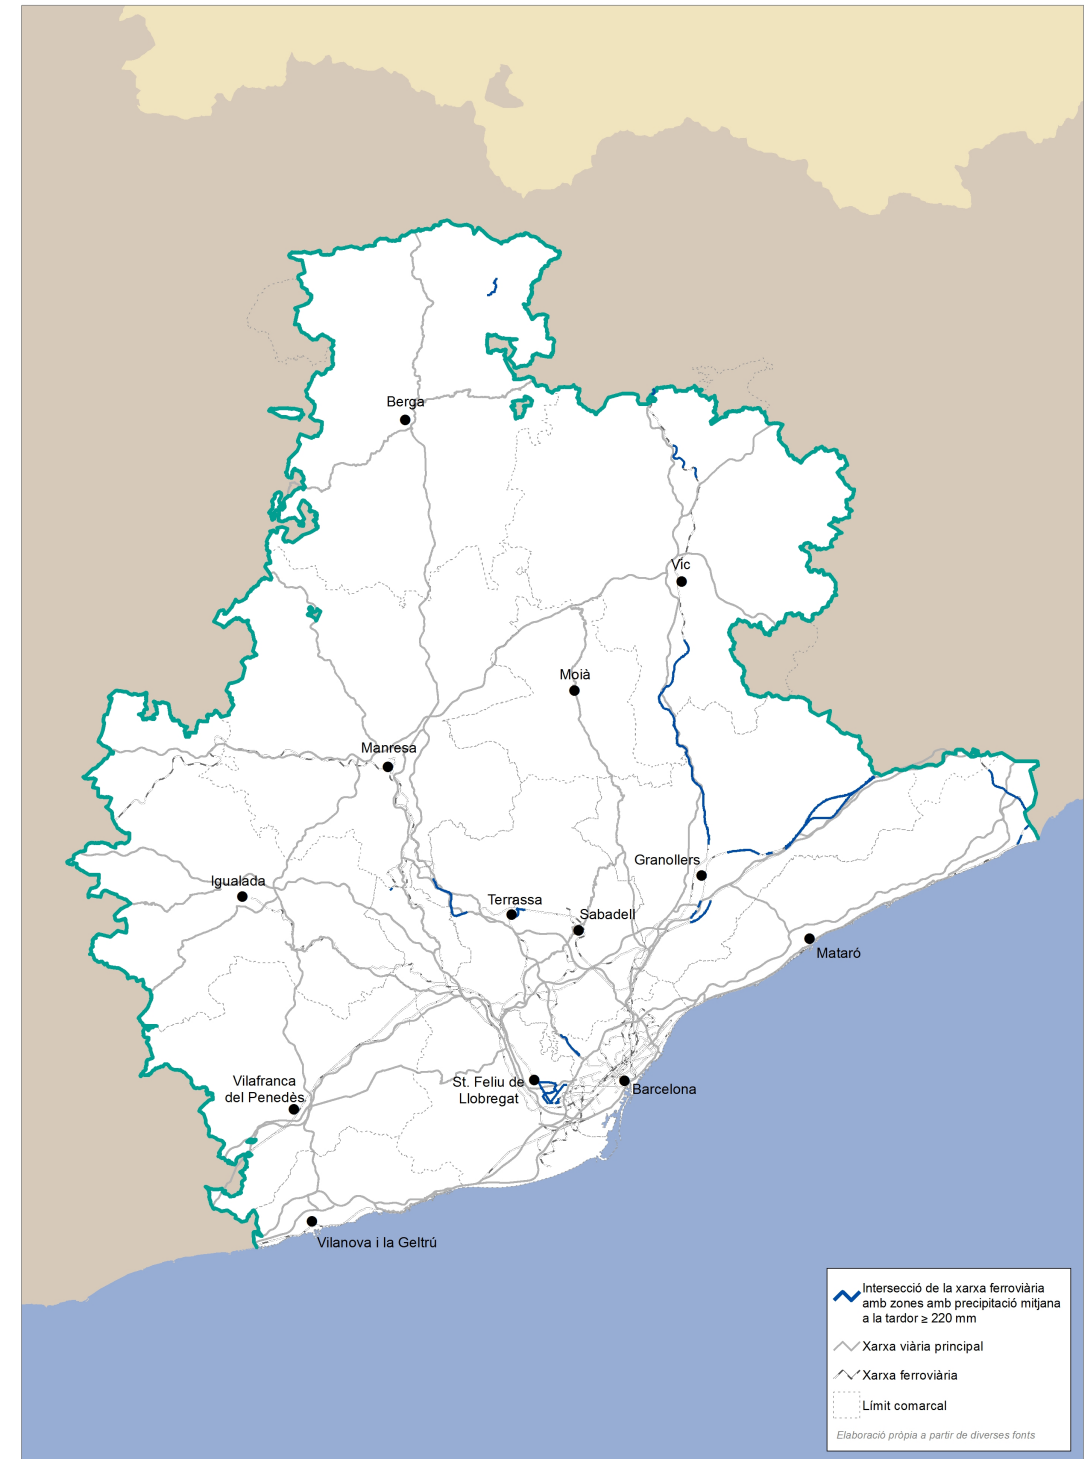 Berga
Vic
Moià
Manresa
Granollers
Igualada
Terrassa
Sabadell
Mataró
Vilafranca
del Penedès
St. Feliu de
Llobregat
Barcelona
Vilanova i la Geltrú
Intersecció de la xarxa ferroviària
amb zones amb precipitació mitjana
a la tardor ≥ 220 mm
Xarxa viària principal
Xarxa ferroviària
Límit comarcal
Elaboració pròpia a partir de diverses fonts